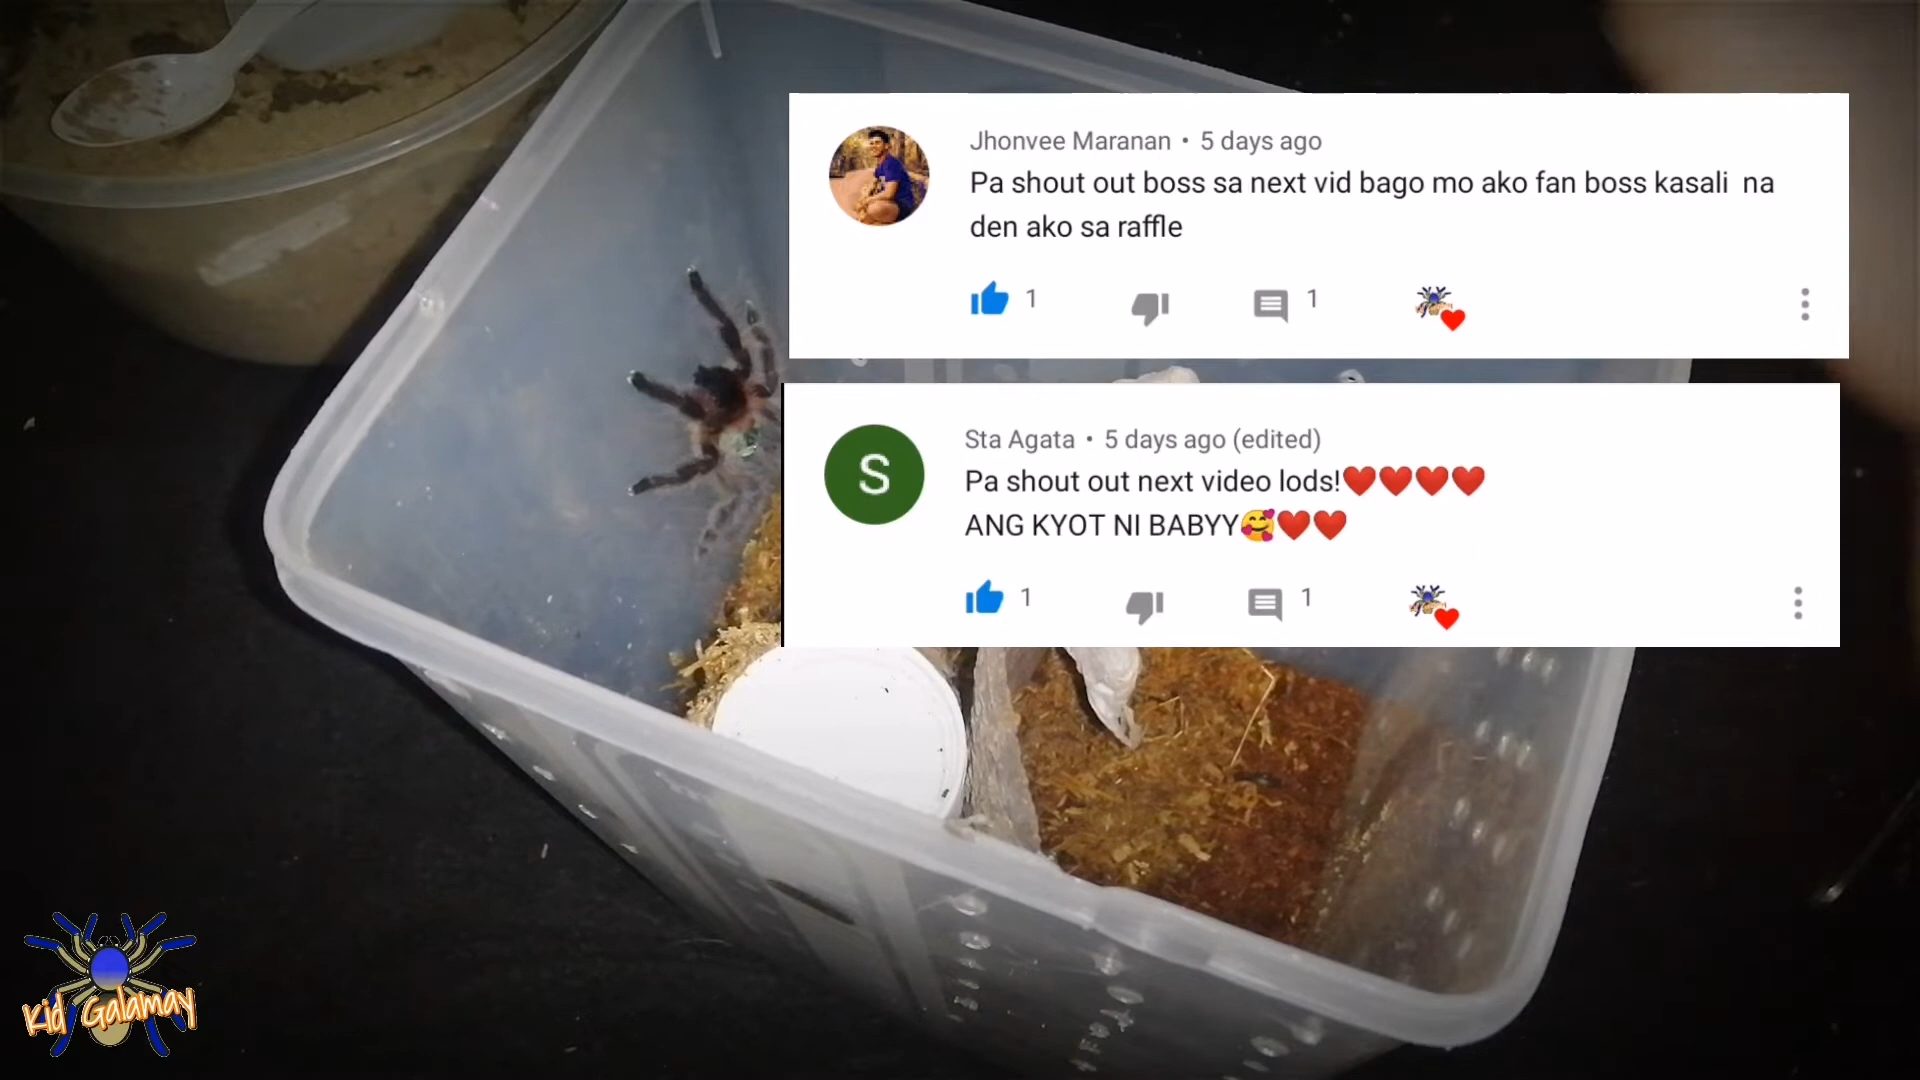 Jhonvee Maranan • 5 days ago
Pa shout out boss sa next vid bago mo ako fan boss kasali na
den ako sa raffle
1
1
S
Sta Agata • 5 days ago (edited)
Pa shout out next video lods!❤️❤️❤️❤️
ANG KYOT NI BABYY🥰❤️❤️
1
1
Kid Galamay